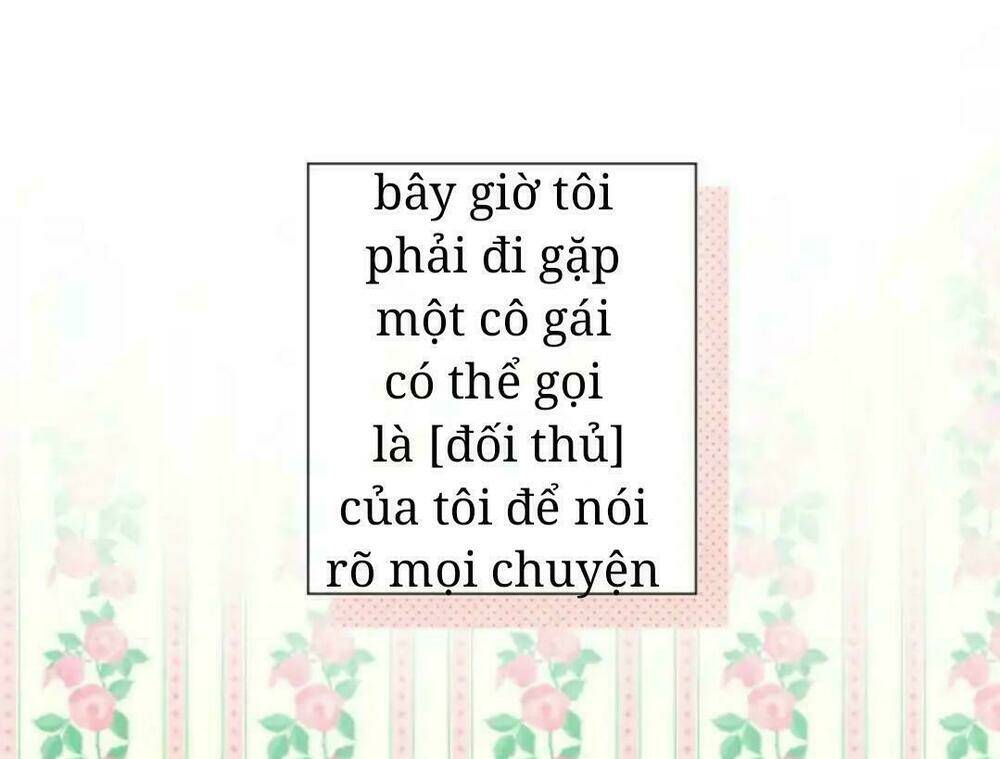 bây giờ tôi
phải đi gặp
một cô gái
có thể gọi
là [đối thủ]
của tôi để nói
rõ mọi chuyện